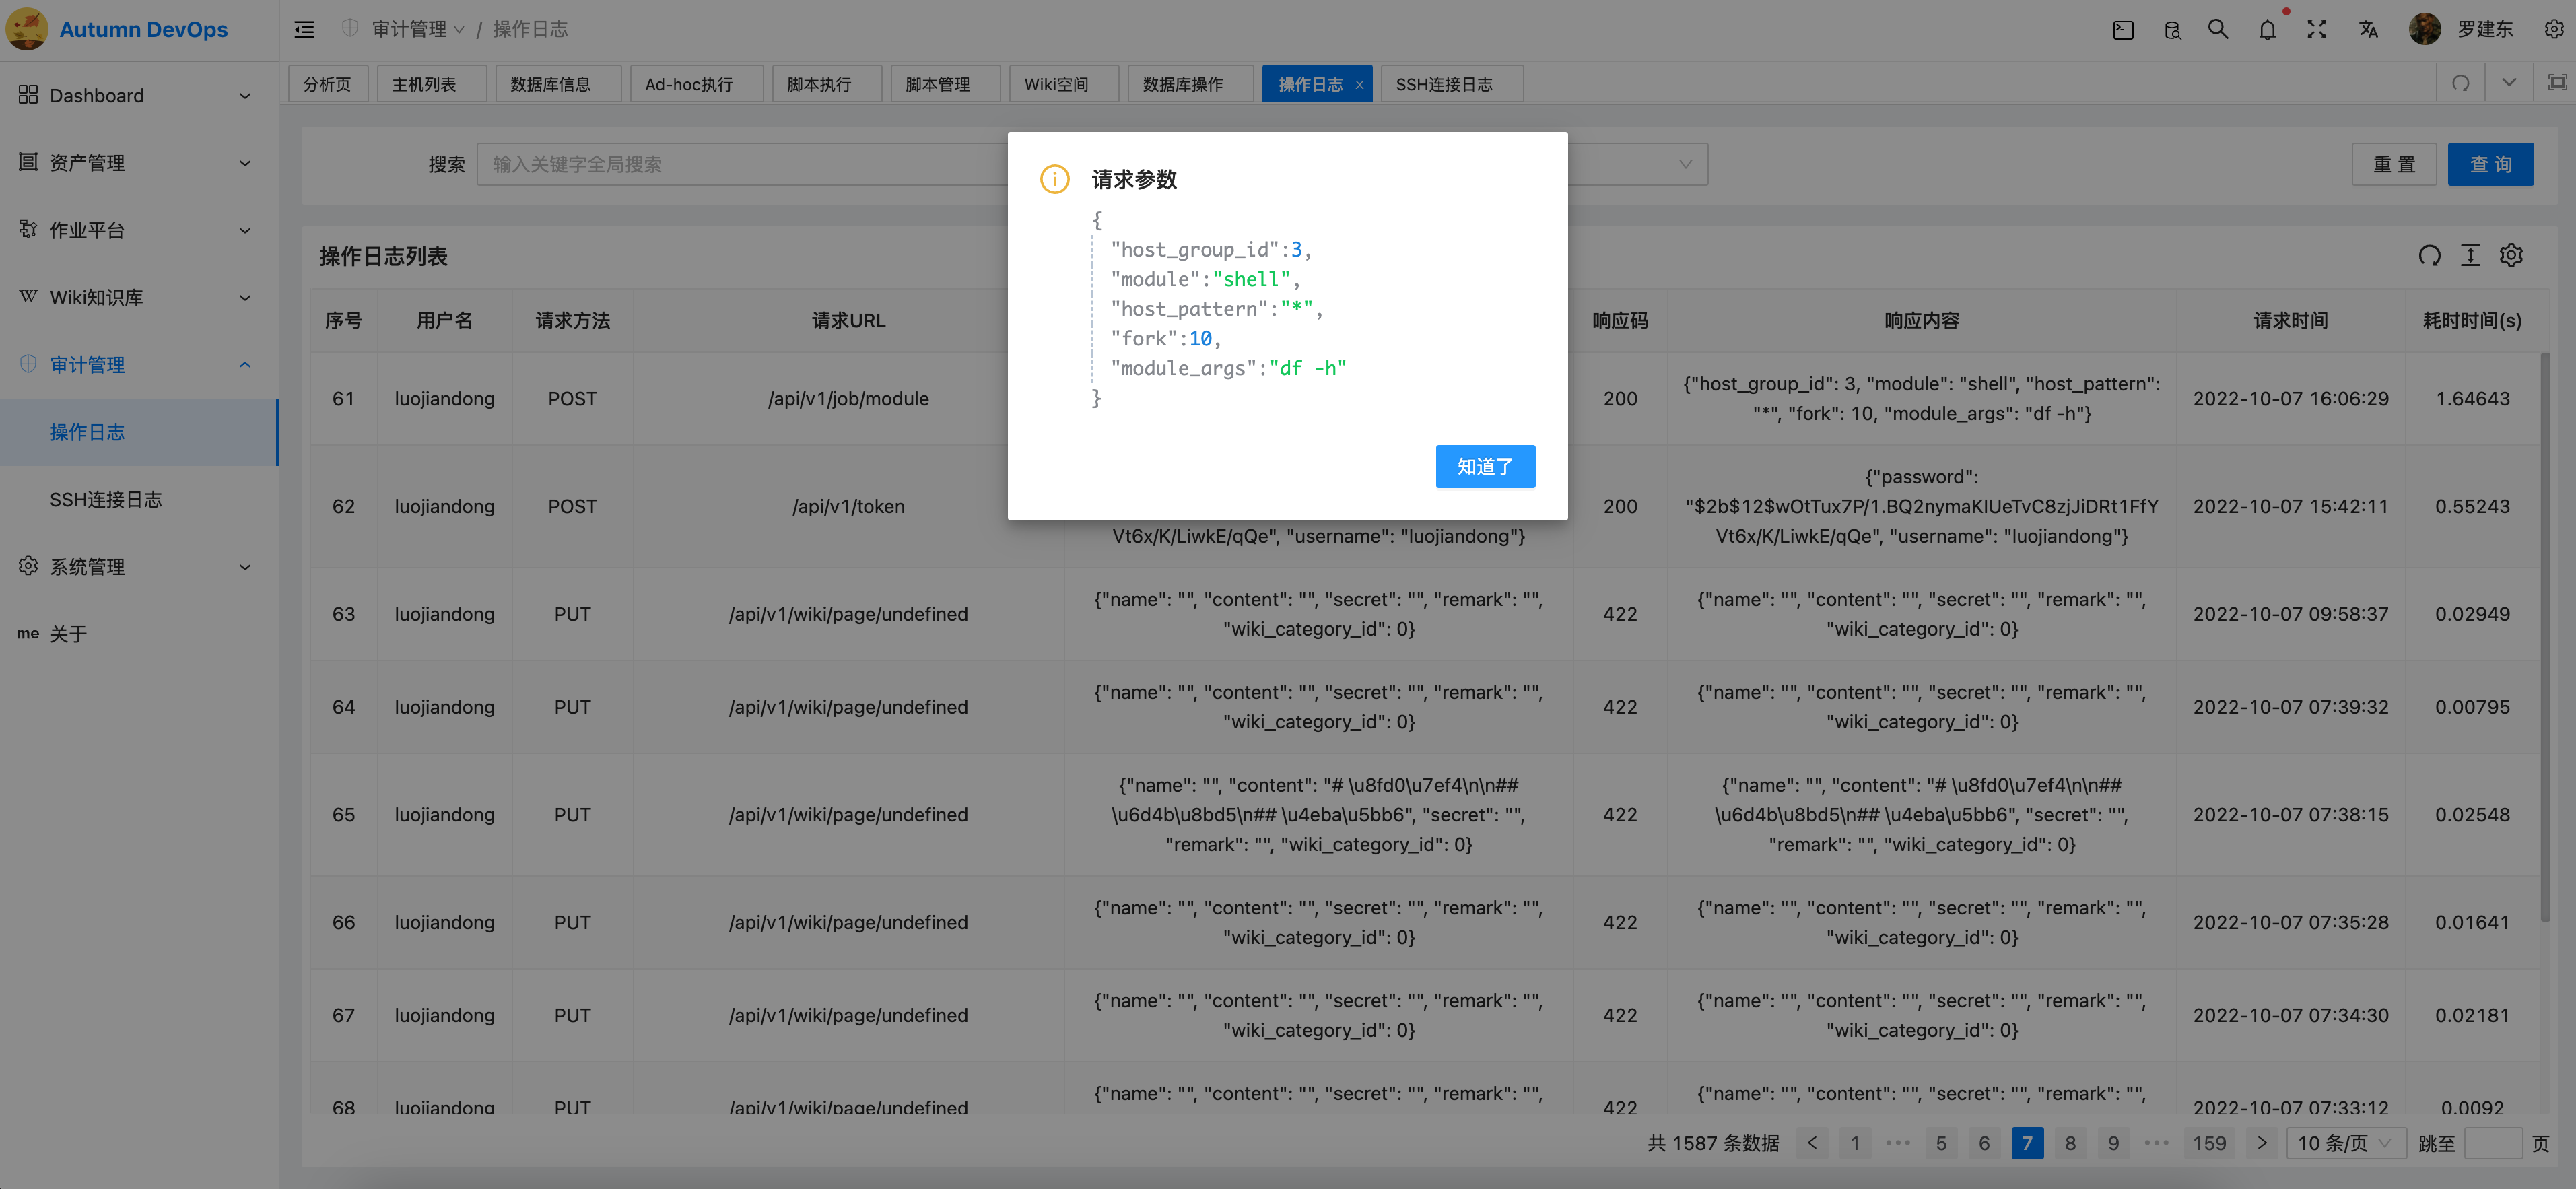 Autumn DevOps
审计管理 / 操作日志
罗建东
Dashboard
资产管理
作业平台
Wiki知识库
审计管理
操作日志
SSH连接日志
系统管理
me 关于
分析页 主机列表 数据库信息 Ad-hoc执行 脚本执行 脚本管理 Wiki空间 数据库操作 操作日志 × SSH连接日志
搜索 输入关键字全局搜索
重 置 查 询
请求参数
{
"host_group_id":3,
"module":"shell",
"host_pattern":"*",
"fork":10,
"module_args":"df -h"
}
知道了
操作日志列表
序号 用户名 请求方法 请求URL 响应码 响应内容 请求时间 耗时时间(s)
61 luojiandong POST /api/v1/job/module 200 {"host_group_id": 3, "module": "shell", "host_pattern":
"*", "fork": 10, "module_args": "df -h"}
2022-10-07 16:06:29 1.64643
62 luojiandong POST /api/v1/token
Vt6x/K/LiwkE/qQe", "username": "luojiandong"}
200
{"password":
"$2b$12$wOtTux7P/1.BQ2nymaKIUeTvC8zjJiDRt1FfY
Vt6x/K/LiwkE/qQe", "username": "luojiandong"}
2022-10-07 15:42:11 0.55243
63 luojiandong PUT /api/v1/wiki/page/undefined
{"name": "", "content": "", "secret": "", "remark": "",
"wiki_category_id": 0}
422
{"name": "", "content": "", "secret": "", "remark": "",
"wiki_category_id": 0}
2022-10-07 09:58:37 0.02949
64 luojiandong PUT /api/v1/wiki/page/undefined
{"name": "", "content": "", "secret": "", "remark": "",
"wiki_category_id": 0}
422
{"name": "", "content": "", "secret": "", "remark": "",
"wiki_category_id": 0}
2022-10-07 07:39:32 0.00795
65 luojiandong PUT /api/v1/wiki/page/undefined
{"name": "", "content": "# \u8fd0\u7ef4\n\n##
\u6d4b\u8bd5\n## \u4eba\u5bb6", "secret": "",
"remark": "", "wiki_category_id": 0}
422
{"name": "", "content": "# \u8fd0\u7ef4\n\n##
\u6d4b\u8bd5\n## \u4eba\u5bb6", "secret": "",
"remark": "", "wiki_category_id": 0}
2022-10-07 07:38:15 0.02548
66 luojiandong PUT /api/v1/wiki/page/undefined
{"name": "", "content": "", "secret": "", "remark": "",
"wiki_category_id": 0}
422
{"name": "", "content": "", "secret": "", "remark": "",
"wiki_category_id": 0}
2022-10-07 07:35:28 0.01641
67 luojiandong PUT /api/v1/wiki/page/undefined
{"name": "", "content": "", "secret": "", "remark": "",
"wiki_category_id": 0}
422
{"name": "", "content": "", "secret": "", "remark": "",
"wiki_category_id": 0}
2022-10-07 07:34:30 0.02181
68 luojiandong PUT /api/v1/wiki/page/undefined
{"name": "", "content": "", "secret": "", "remark": "",
422
{"name": "", "content": "", "secret": "", "remark": "",
2022-10-07 07:33:12 0.0092
共 1587 条数据 < 1 ••• 5 6 7 8 9 ••• 159 > 10 条/页 跳至 页